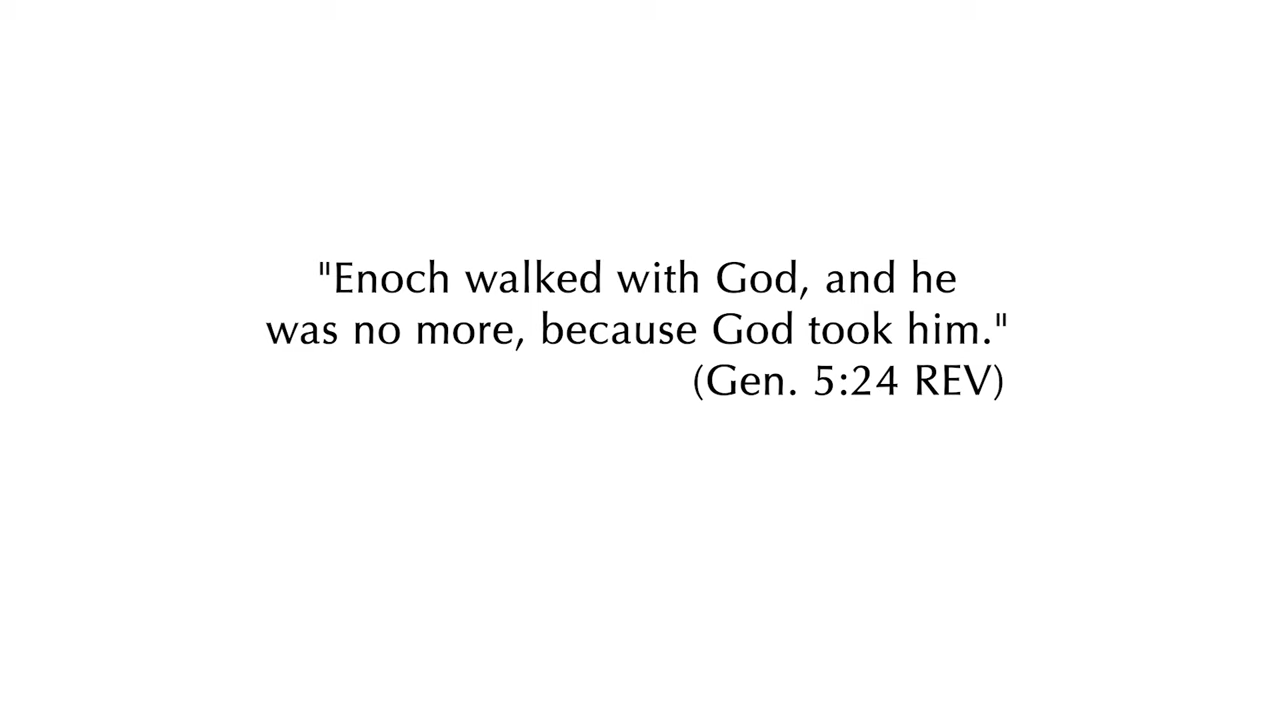 "Enoch walked with God, and he
was no more, because God took him."
(Gen. 5:24 REV)